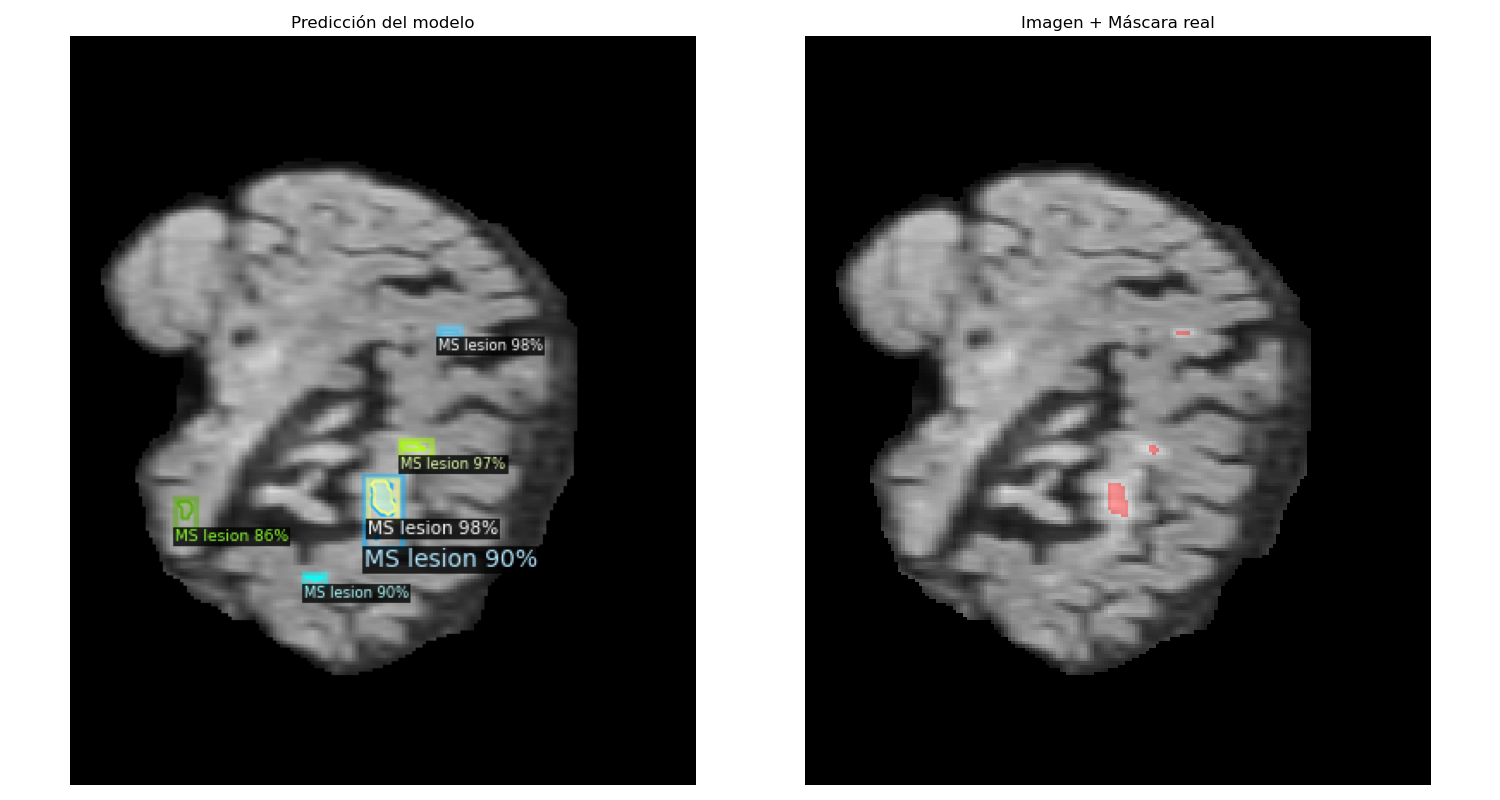 Predicción del modelo
Imagen + Máscara real
MS lesion 98%
MS lesion 97%
MS lesion 98%
MS lesion 86%
MS lesion 90%
MS lesion 90%